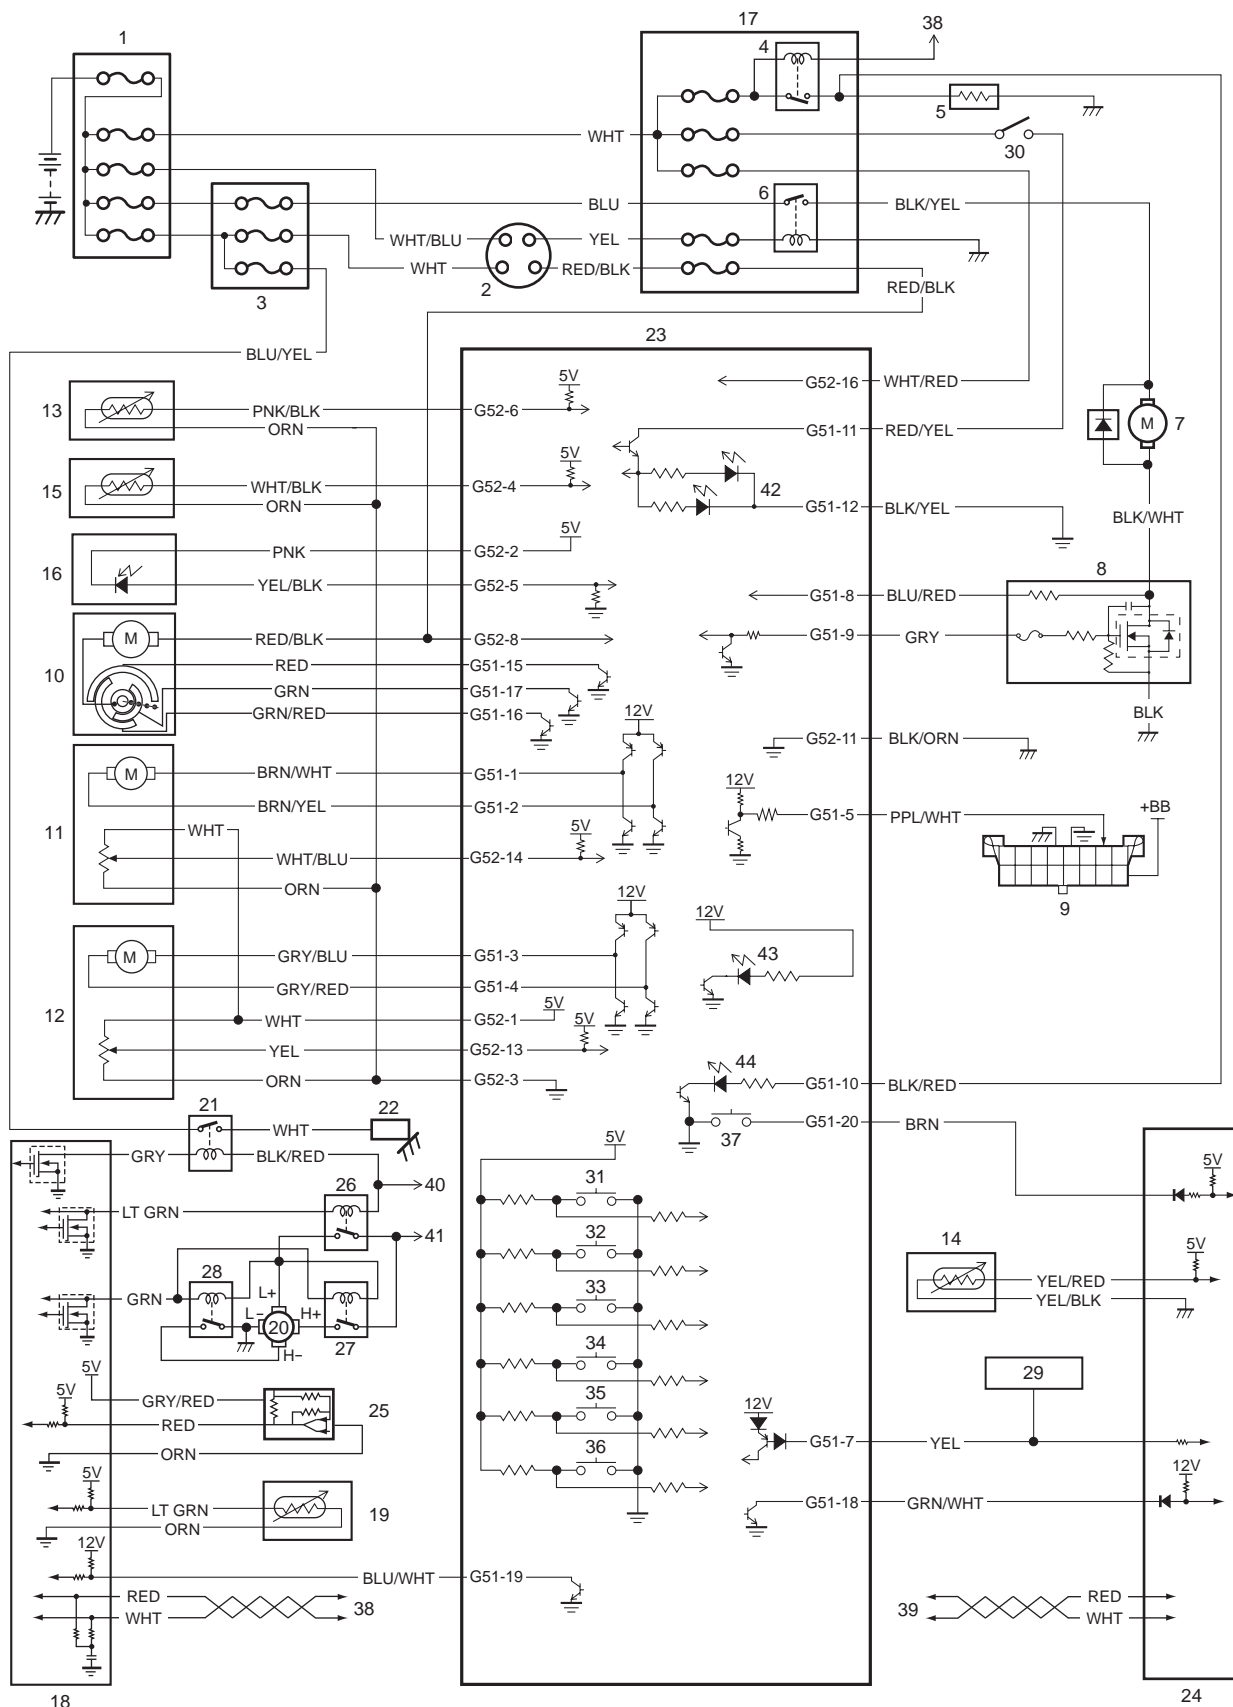 1
17
38
4
5
WHT
30
6
BLU
BLK/YEL
WHT/BLU
YEL
WHT
RED/BLK
2
3
RED/BLK
BLU/YEL
23
5V
G52-16
WHT/RED
13
PNK/BLK
G52-6
ORN
G51-11
RED/YEL
M
7
5V
15
WHT/BLK
G52-4
ORN
42
G51-12
BLK/YEL
BLK/WHT
5V
PNK
G52-2
16
YEL/BLK
G52-5
8
G51-8
BLU/RED
M
RED/BLK
G52-8
G51-9
GRY
10
RED
G51-15
GRN
G51-17
GRN/RED
G51-16
12V
BLK
G52-11
BLK/ORN
M
BRN/WHT
G51-1
12V
BRN/YEL
G51-2
G51-5
PPL/WHT
+BB
11
WHT
5V
WHT/BLU
G52-14
ORN
9
12V
12V
M
GRY/BLU
G51-3
43
GRY/RED
G51-4
12
5V
WHT
G52-1
5V
YEL
G52-13
44
ORN
G52-3
G51-10
BLK/RED
21
22
WHT
37
G51-20
BRN
GRY
BLK/RED
5V
5V
40
26
31
LT GRN
41
32
14
5V
28
L+
YEL/RED
GRN
L−
H+
33
YEL/BLK
20
27
H−
34
5V
29
GRY/RED
35
5V
25
12V
RED
36
G51-7
YEL
ORN
5V
12V
LT GRN
19
G51-18
GRN/WHT
ORN
12V
BLU/WHT
G51-19
RED
38
WHT
39
RED
WHT
18
24